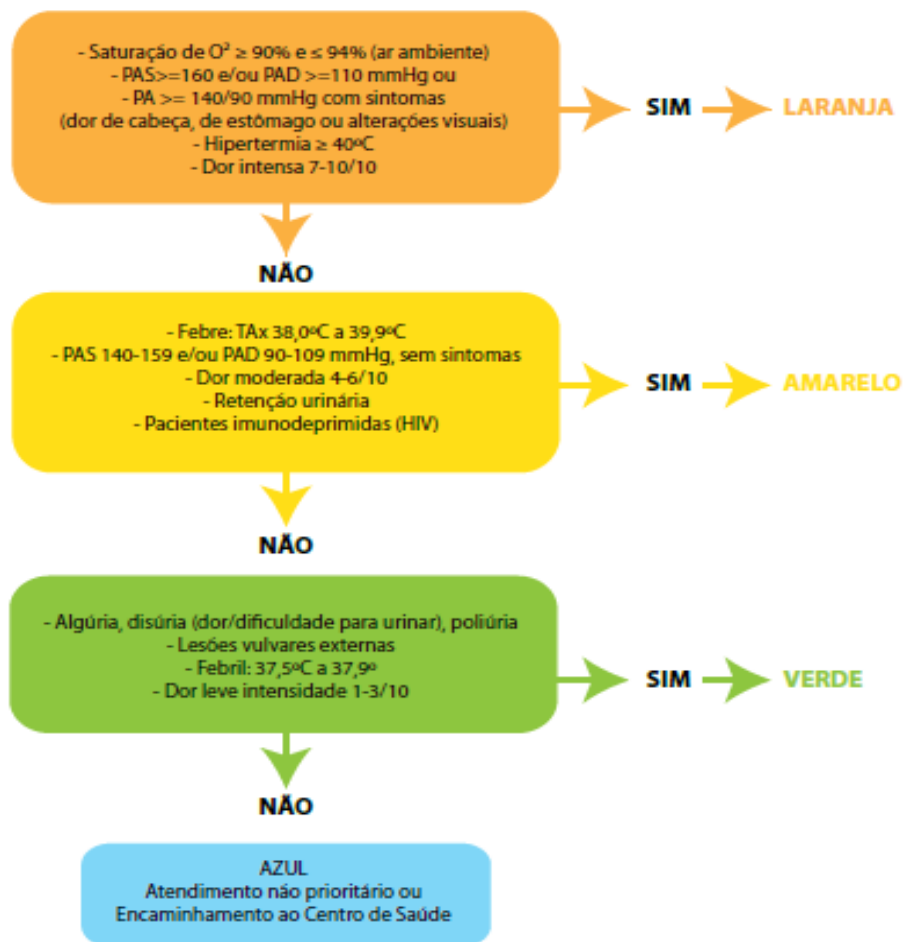 - Saturação de O² ≥ 90% e ≤ 94% (ar ambiente)
- PAS>=160 e/ou PAD >=110 mmHg ou
- PA >= 140/90 mmHg com sintomas
(dor de cabeça, de estômago ou alterações visuais)
- Hipertermia ≥ 40ºC
- Dor intensa 7-10/10
SIM
LARANJA
NÃO
- Febre: TAx 38,0ºC a 39,9ºC
- PAS 140-159 e/ou PAD 90-109 mmHg, sem sintomas
- Dor moderada 4-6/10
- Retenção urinária
- Pacientes imunodeprimidas (HIV)
SIM
AMARELO
NÃO
- Algúria, disúria (dor/dificuldade para urinar), poliúria
- Lesões vulvares externas
- Febril: 37,5ºC a 37,9º
- Dor leve intensidade 1-3/10
SIM
VERDE
NÃO
AZUL
Atendimento não prioritário ou
Encaminhamento ao Centro de Saúde